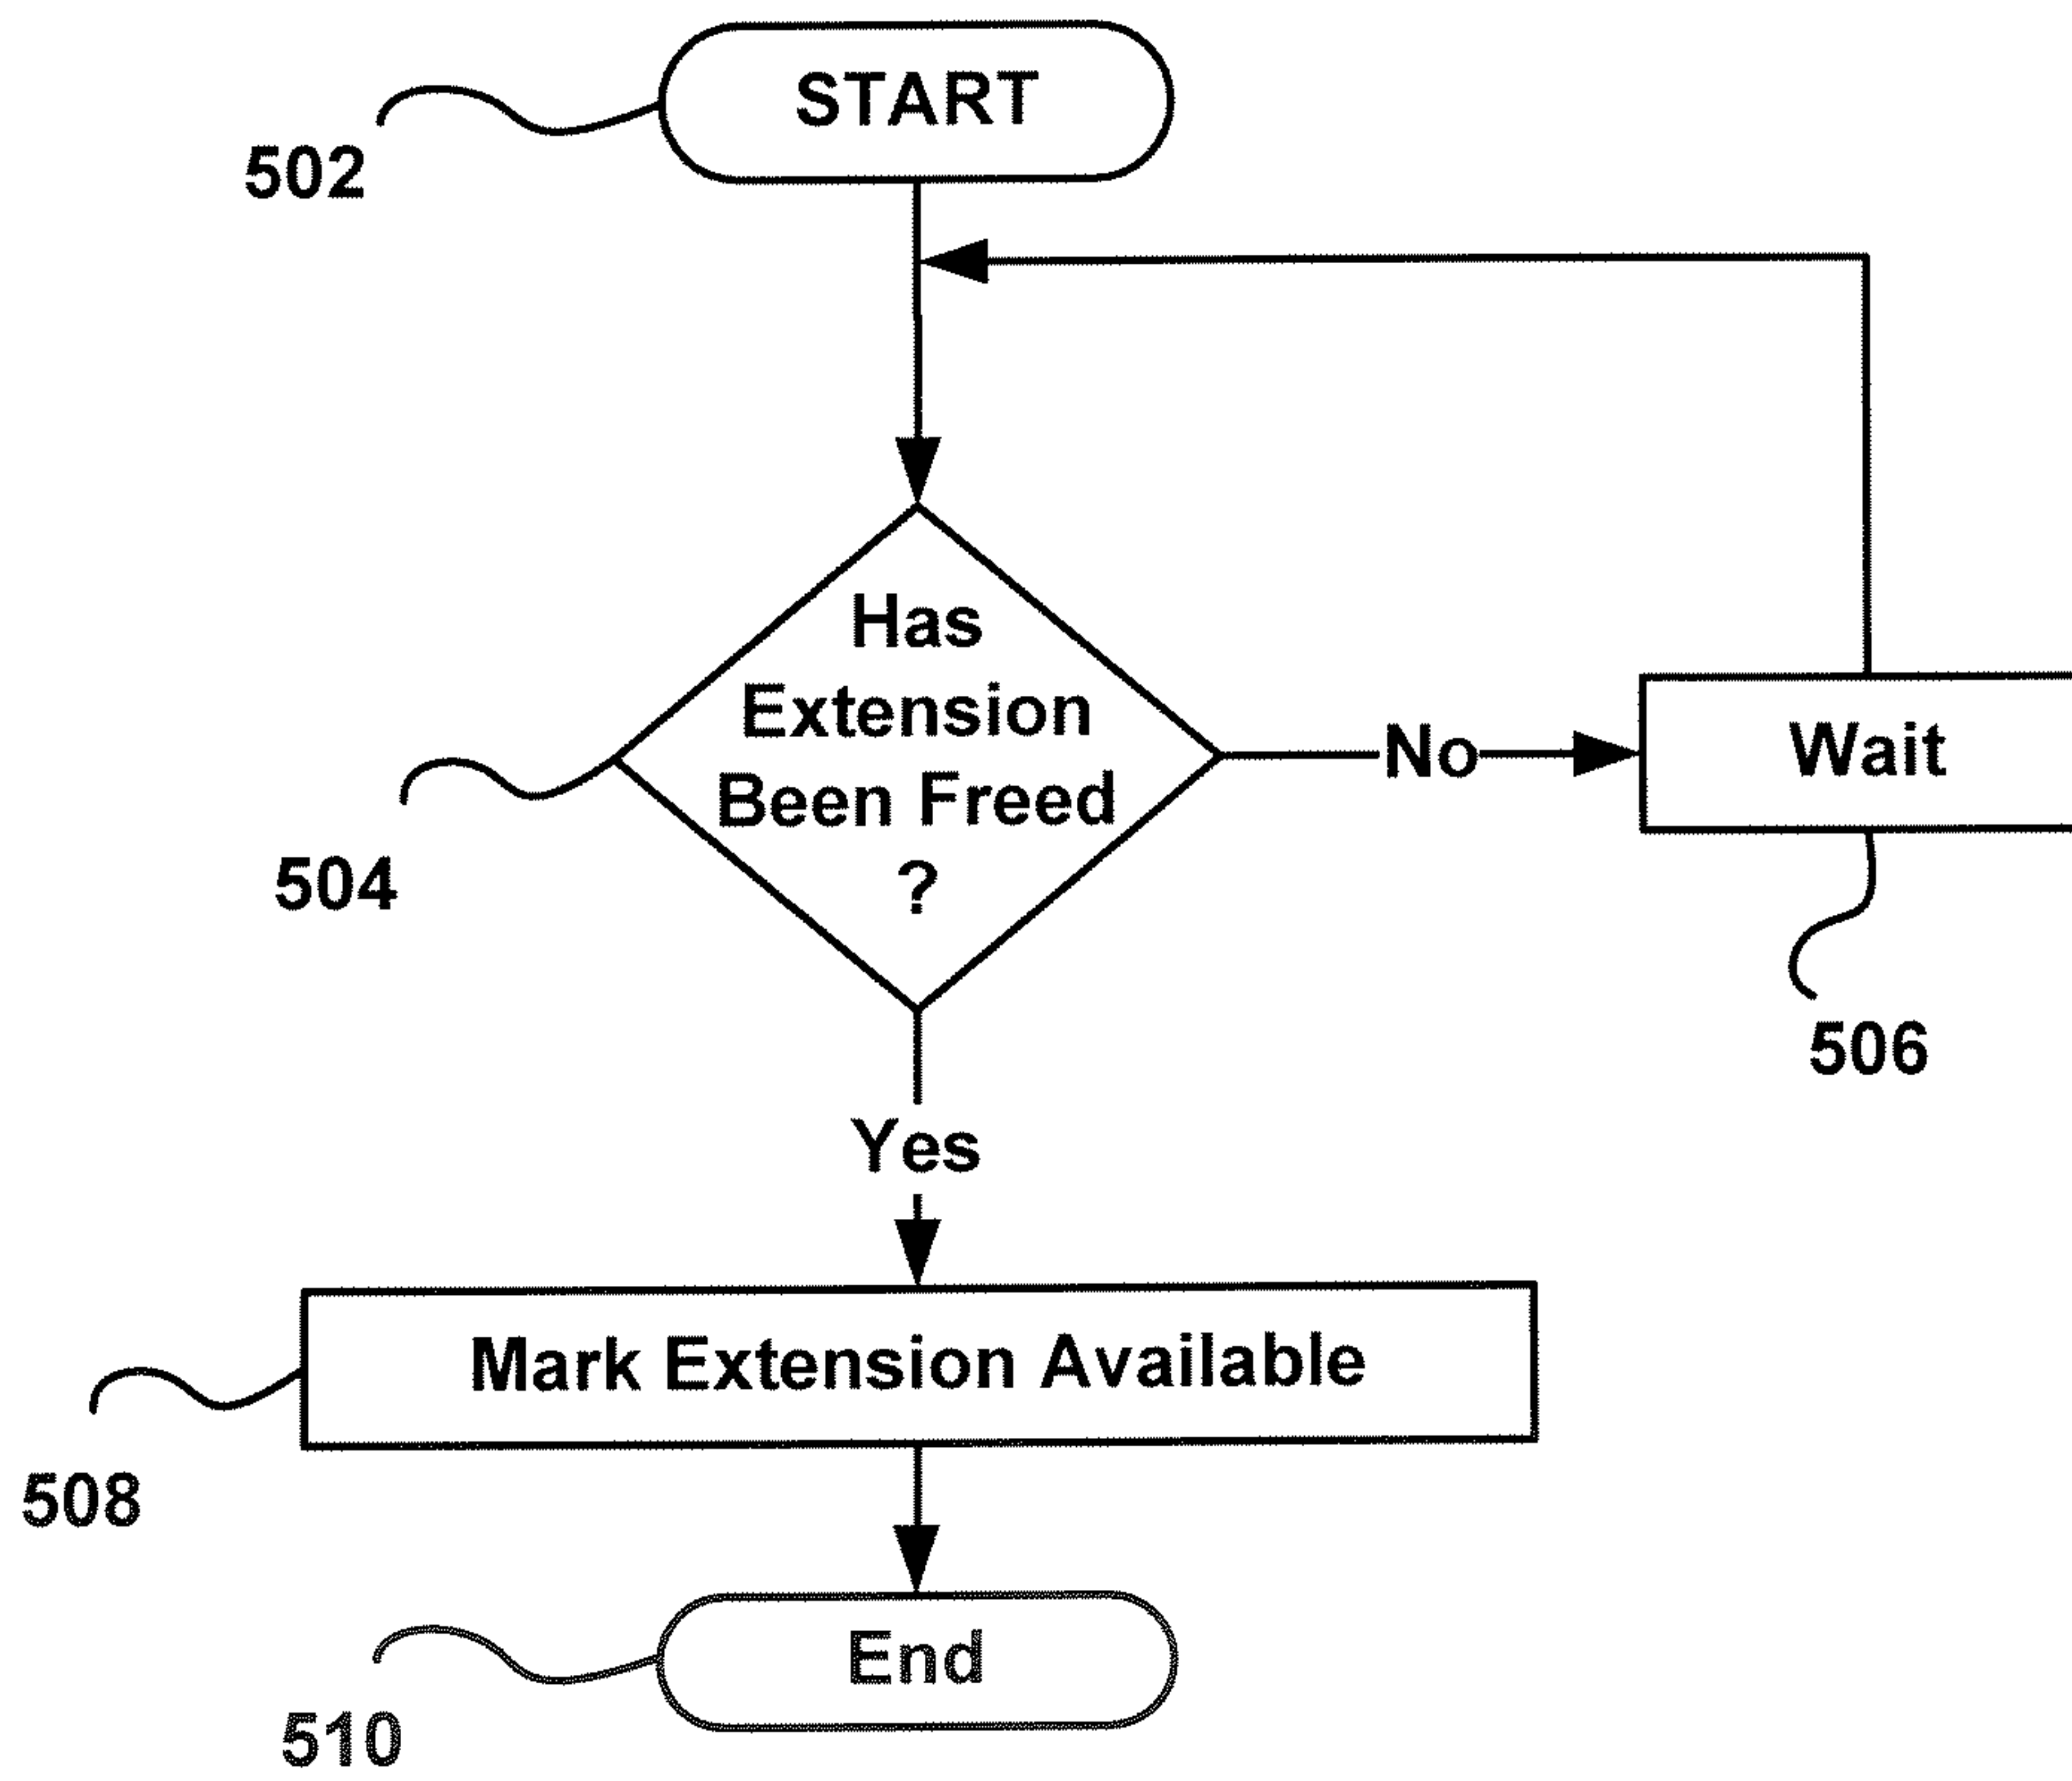 START
502
Has
Extension
Been Freed
?
504
No
Wait
506
Yes
Mark Extension Available
508
End
510